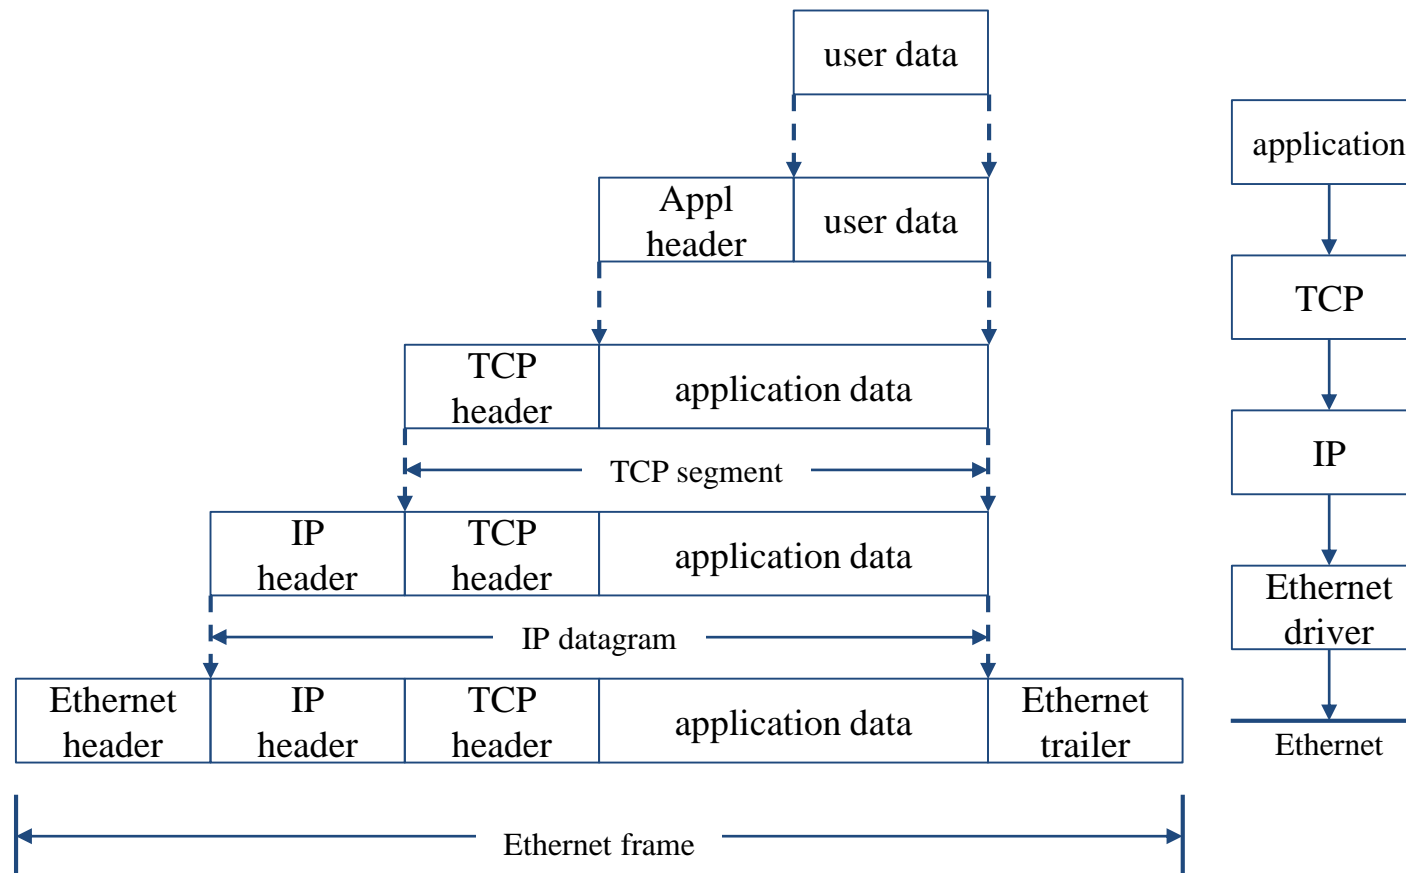 user data
Appl
header
user data
TCP
header
application data
TCP segment
IP
header
TCP
header
application data
IP datagram
Ethernet
header
IP
header
TCP
header
application data
Ethernet
trailer
Ethernet frame
application
TCP
IP
Ethernet
driver
Ethernet